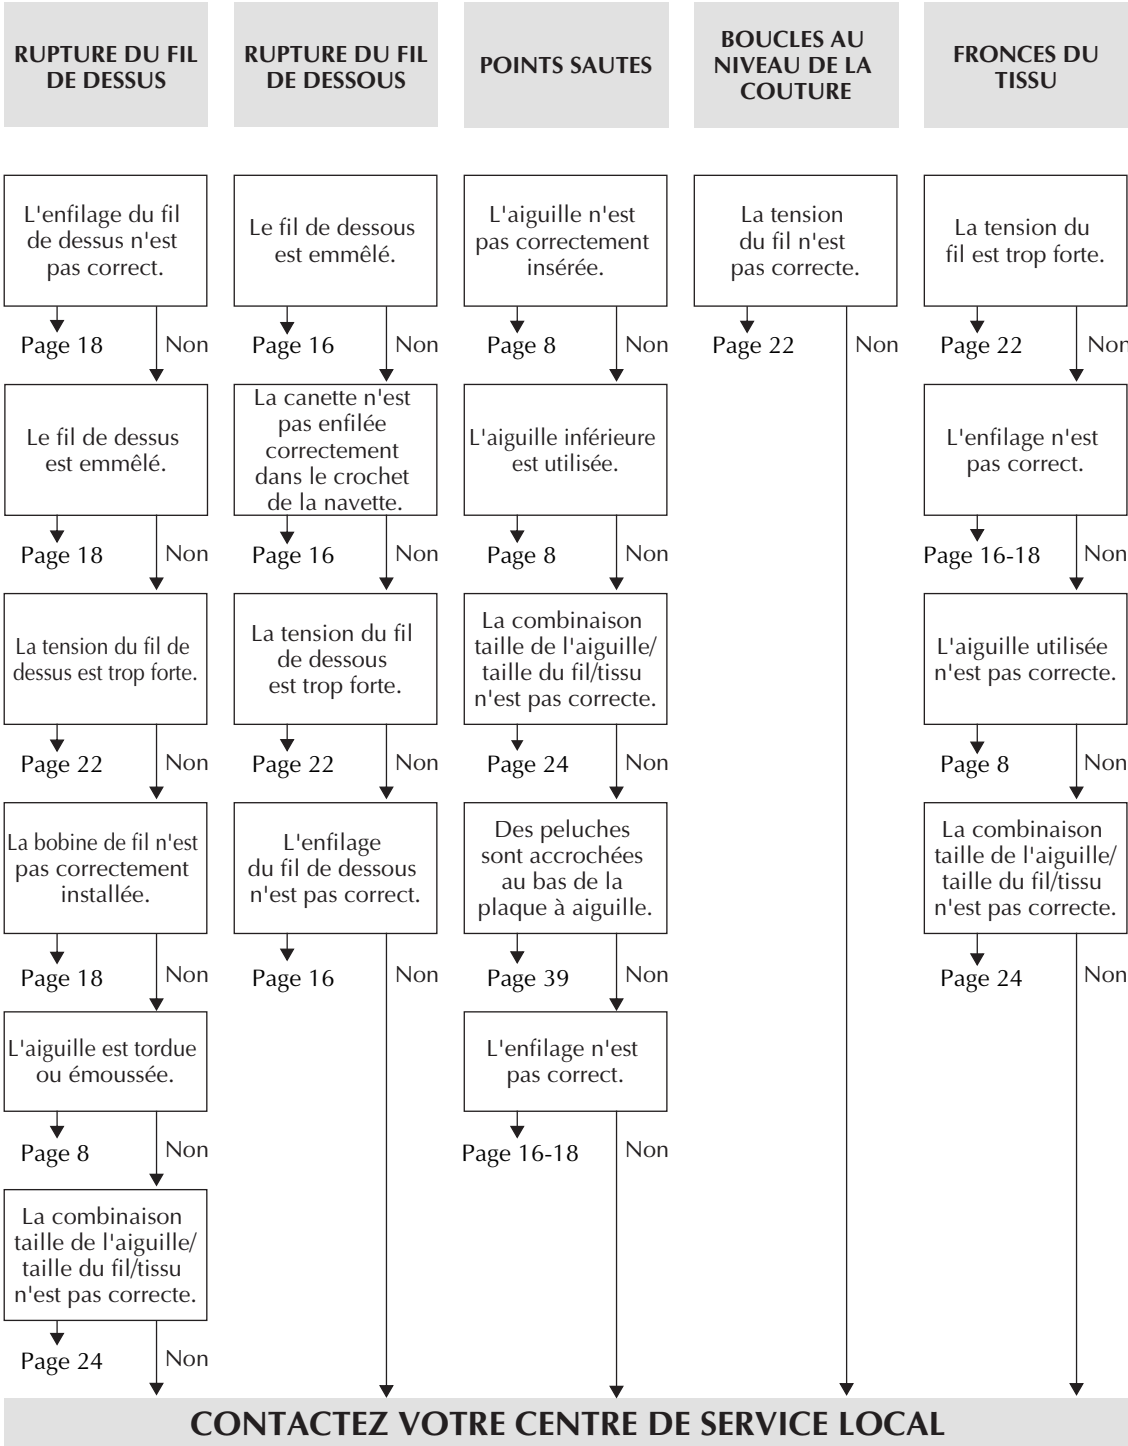 RUPTURE DU FIL
DE DESSUS
RUPTURE DU FIL
DE DESSOUS
POINTS SAUTES
BOUCLES AU
NIVEAU DE LA
COUTURE
FRONCES DU
TISSU
L'enfilage du fil
de dessus n'est
pas correct.
Page 18
Non
Le fil de dessus
est emmêlé.
Page 18
Non
La tension du fil de
dessus est trop forte.
Page 22
Non
La bobine de fil n'est
pas correctement
installée.
Page 18
Non
L'aiguille est tordue
ou émoussée.
Page 8
Non
La combinaison
taille de l'aiguille/
taille du fil/tissu
n'est pas correcte.
Page 24
Non
Le fil de dessous
est emmêlé.
Page 16
Non
La canette n'est
pas enfilée
correctement
dans le crochet
de la navette.
Page 16
Non
La tension du fil
de dessous
est trop forte.
Page 22
Non
L'enfilage
du fil de dessous
n'est pas correct.
Page 16
Non
L'aiguille n'est
pas correctement
insérée.
Page 8
Non
L'aiguille inférieure
est utilisée.
Page 8
Non
La combinaison
taille de l'aiguille/
taille du fil/tissu
n'est pas correcte.
Page 24
Non
Des peluches
sont accrochées
au bas de la
plaque à aiguille.
Page 39
Non
L'enfilage n'est
pas correct.
Page 16-18
Non
La tension
du fil n'est
pas correcte.
Page 22
Non
La tension du
fil est trop forte.
Page 22
Non
L'enfilage n'est
pas correct.
Page 16-18
Non
L'aiguille utilisée
n'est pas correcte.
Page 8
Non
La combinaison
taille de l'aiguille/
taille du fil/tissu
n'est pas correcte.
Page 24
Non
CONTACTEZ VOTRE CENTRE DE SERVICE LOCAL